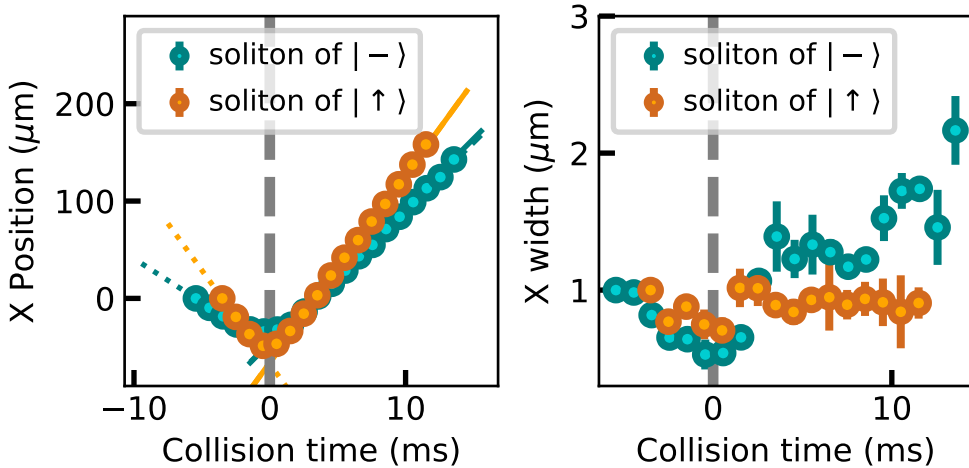 X Position (μm)
200
100
0
soliton of | − ⟩
soliton of | ↑ ⟩
−10
0
10
Collision time (ms)
X width (μm)
3
2
1
soliton of | − ⟩
soliton of | ↑ ⟩
0
10
Collision time (ms)